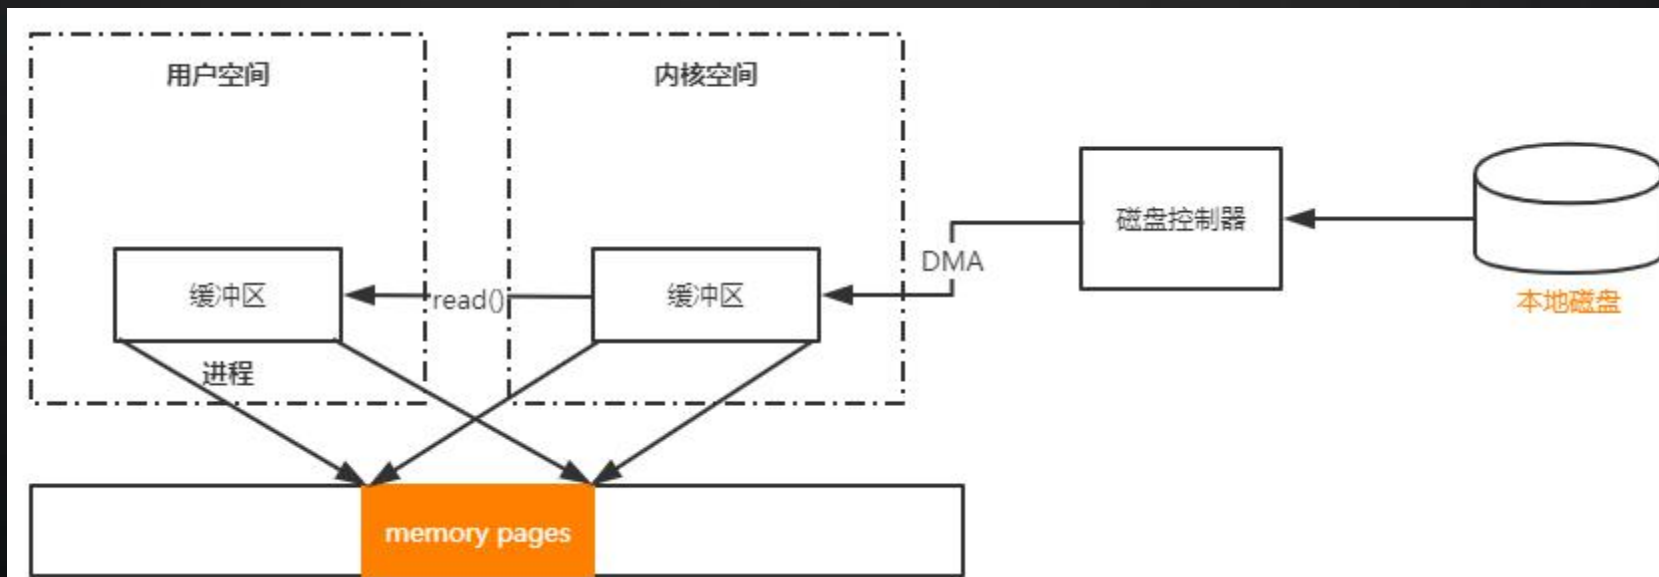 用户空间
内核空间
磁盘控制器
DMA
缓冲区
read()
缓冲区
本地磁盘
进程
memory pages